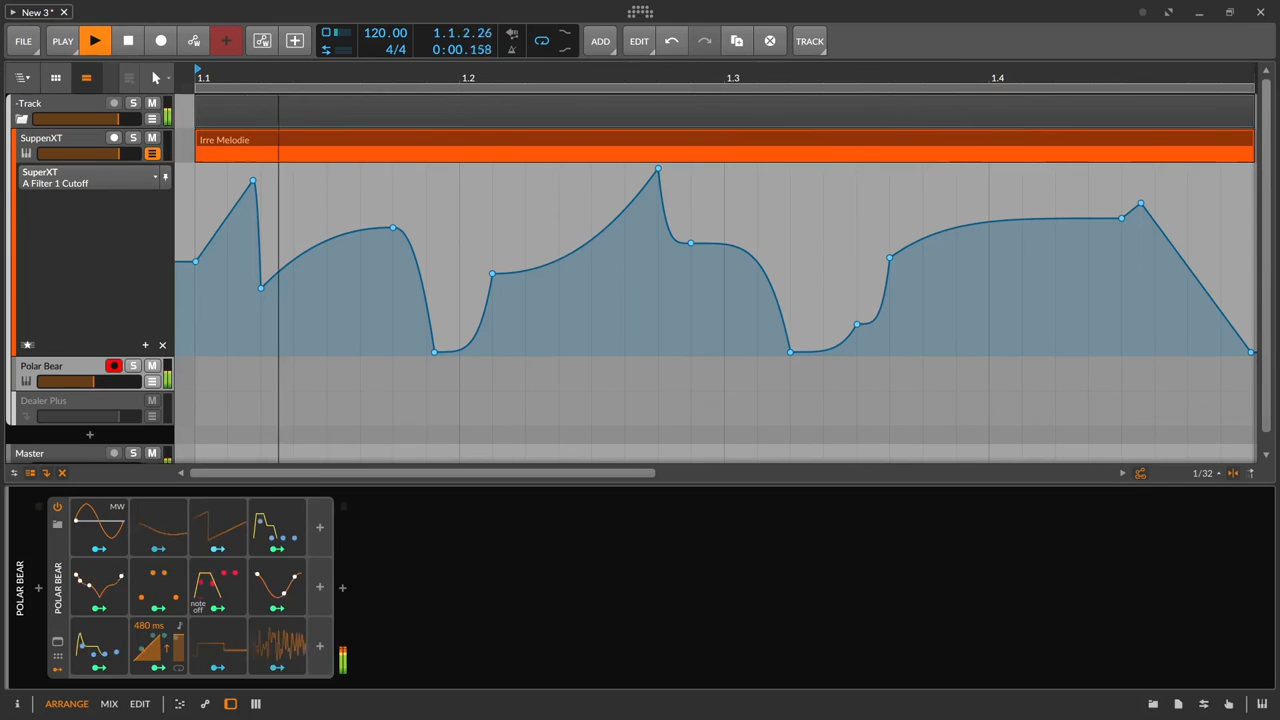 New 3*
FILE
PLAY
120.00
4/4
1.1.2.26
0:00.158
ADD
EDIT
TRACK
1.1
1.2
1.3
1.4
-Track
S
M
SuppenXT
S
M
Irre Melodie
SuperXT
A Filter 1 Cutoff
Polar Bear
S
M
Dealer Plus
M
Master
S
M
1/32
POLAR BEAR
POLAR BEAR
MW
note
off
480 ms
ARRANGE
MIX
EDIT